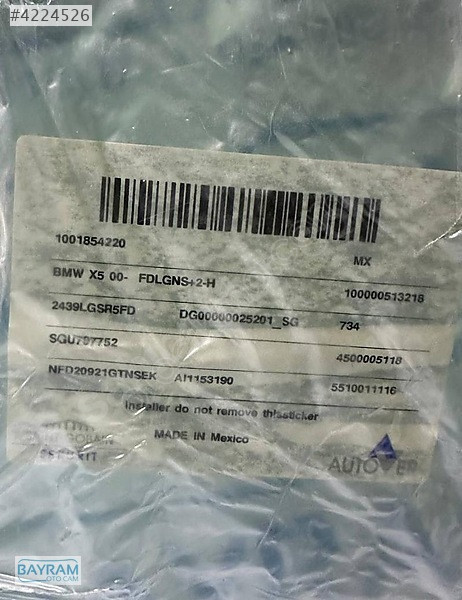 #4224526
1001854220 MX
BMW X5 00- FDLGNS+2-H 100000513218
2439LGSR5FD DG00000025201_SG 734
SGU797752 4500005118
NFD20921GTNSEK AI1153190 5510011116
Installer do not remove thissticker
MADE IN Mexico
AUTOVER
BAYRAM
OTO CAM